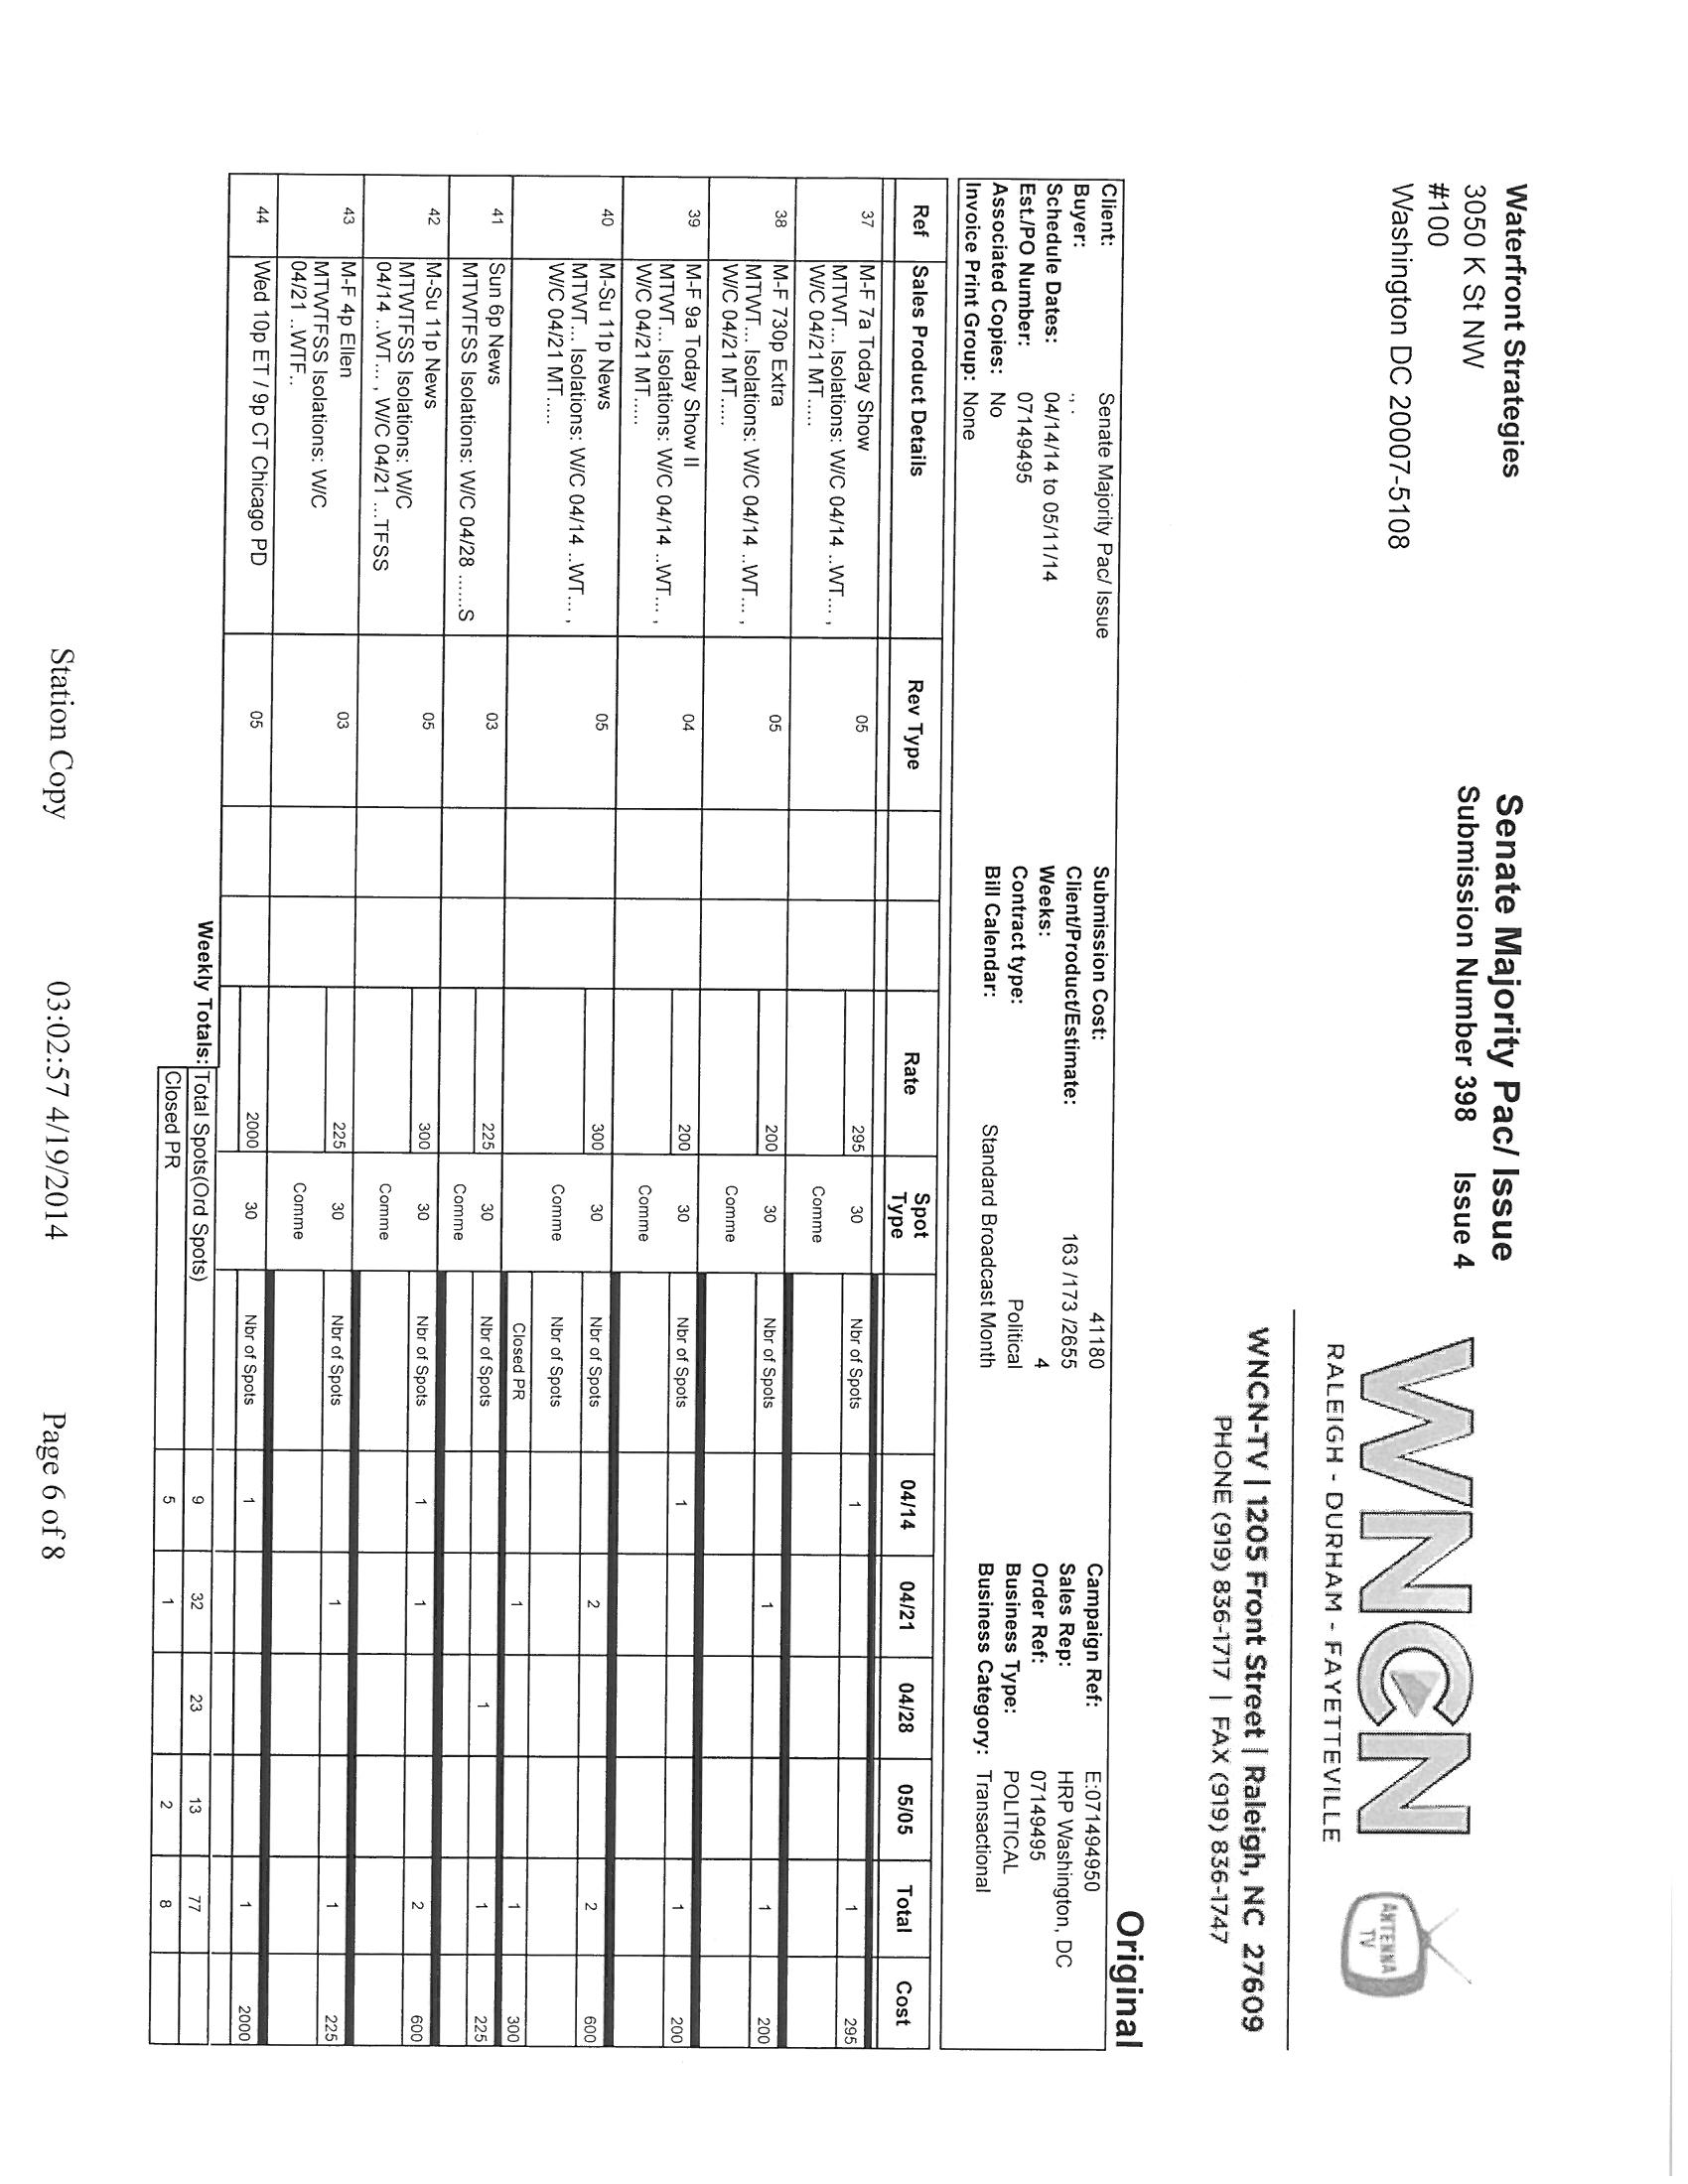 Waterfront Strategies
3050 K St NW
#100
Washington DC 20007-5108
Senate Majority Pac/ Issue
Submission Number 398 Issue 4
WNCN
RALEIGH - DURHAM - FAYETTEVILLE
ANTENNA
TV
WNCN-TV | 1205 Front Street | Raleigh, NC 27609
PHONE (919) 836-1717 | FAX (919) 836-1747
Original
Client: Senate Majority Pac/ Issue Submission Cost: 41180 Campaign Ref: E:071494950
Buyer: ., . Client/Product/Estimate: 163 /173 /2655 Sales Rep: HRP Washington, DC
Schedule Dates: 04/14/14 to 05/11/14 Weeks: 4 Order Ref: 07149495
Est./PO Number: 07149495 Contract type: Political Business Type: POLITICAL
Associated Copies: No Bill Calendar: Standard Broadcast Month Business Category: Transactional
Invoice Print Group: None
Ref Sales Product Details Rev Type Rate Spot Type 04/14 04/21 04/28 05/05 Total Cost
37 M-F 7a Today Show 05 295 30 Nbr of Spots 1 1 295
MTWT... Isolations: W/C 04/14 ..WT... , Comme
W/C 04/21 MT.....
38 M-F 730p Extra 05 200 30 Nbr of Spots 1 1 200
MTWT... Isolations: W/C 04/14 ..WT... , Comme
W/C 04/21 MT.....
39 M-F 9a Today Show II 04 200 30 Nbr of Spots 1 1 200
MTWT... Isolations: W/C 04/14 ..WT... , Comme
W/C 04/21 MT.....
40 M-Su 11p News 05 300 30 Nbr of Spots 2 2 600
MTWT... Isolations: W/C 04/14 ..WT... , Comme Nbr of Spots
W/C 04/21 MT.....
Closed PR 1 1 300
41 Sun 6p News 03 225 30 Nbr of Spots 1 1 225
MTWTFSS Isolations: W/C 04/28 ......S Comme
42 M-Su 11p News 05 300 30 Nbr of Spots 1 1 2 600
MTWTFSS Isolations: W/C Comme
04/14 ..WT... , W/C 04/21 ...TFSS
43 M-F 4p Ellen 03 225 30 Nbr of Spots 1 1 225
MTWTFSS Isolations: W/C Comme
04/21 ..WTF..
44 Wed 10p ET / 9p CT Chicago PD 05 2000 30 Nbr of Spots 1 1 2000
Weekly Totals: Total Spots(Ord Spots) 9 32 23 13 77
Closed PR 5 1 2 8
Station Copy 03:02:57 4/19/2014 Page 6 of 8